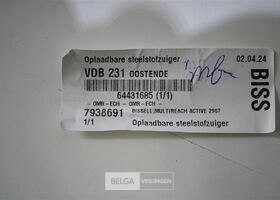 Oplaadbare steelstofzuiger
02.04.24
VDB 231 OOSTENDE
64431685 (1/1)
- OMR-ECH - - OMR-ECH -
7938691
BISSELL,MULTIREACH ACTIVE 2907
1/1
Oplaadbare steelstofzuiger
BISS
BELGA VEILINGEN